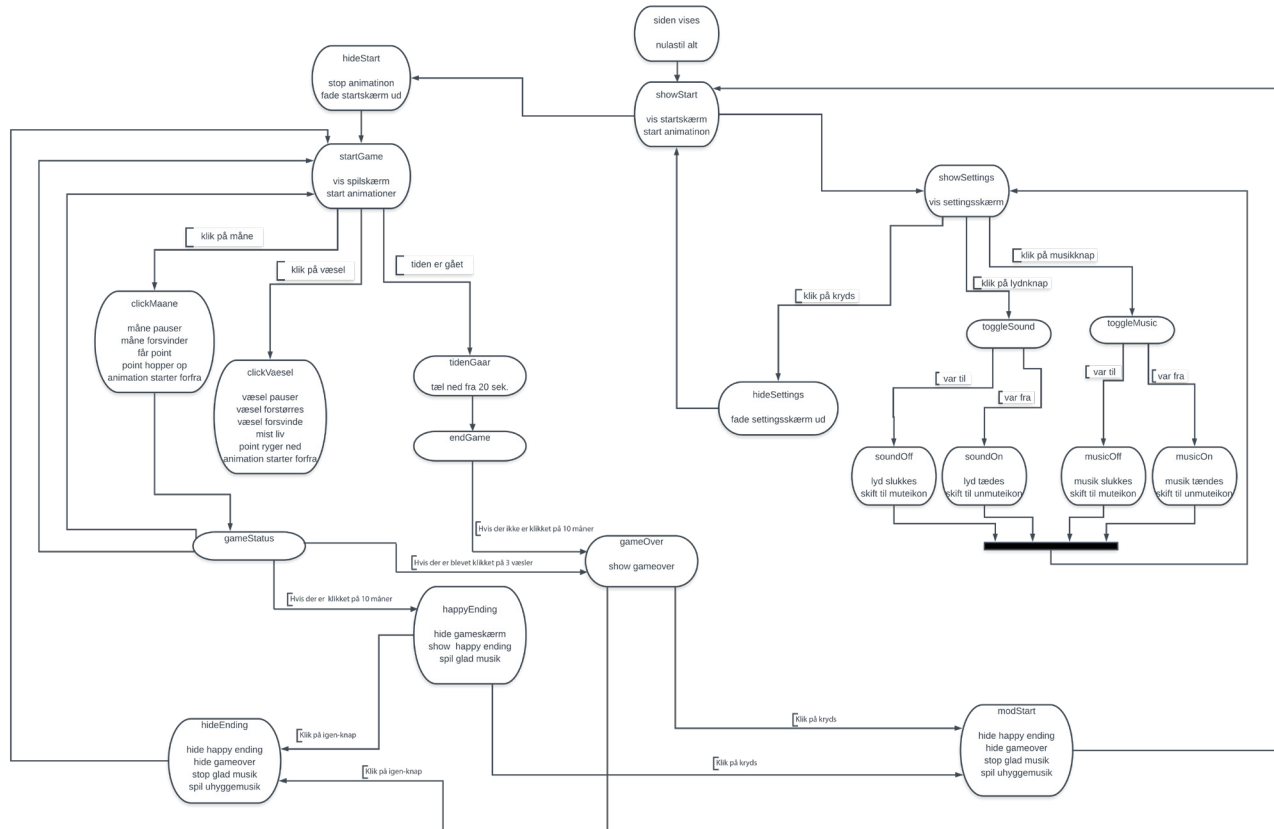 siden vises
nulastil alt
hideStart
stop animatinon
fade startskærm ud
showStart
vis startskærm
start animatinon
startGame
vis spilskærm
start animationer
showSettings
vis settingsskærm
klik på måne
klik på væsel
tiden er gået
klik på musikknap
klik på lydnknap
klik på kryds
clickMaane
måne pauser
måne forsvinder
får point
point hopper op
animation starter forfra
clickVaesel
væsel pauser
væsel forstørres
væsel forsvinde
mist liv
point ryger ned
animation starter forfra
tidenGaar
tæl ned fra 20 sek.
endGame
toggleSound
toggleMusic
var til
var fra
var til
var fra
hideSettings
fade settingsskærm ud
soundOff
lyd slukkes
skift til muteikon
soundOn
lyd tædes
skift til unmuteikon
musicOff
musik slukkes
skift til muteikon
musicOn
musik tændes
skift til unmuteikon
gameStatus
Hvis der ikke er klikket på 10 måner
Hvis der er blevet klikket på 3 væsler
Hvis der er klikket på 10 måner
gameOver
show gameover
happyEnding
hide gameskærm
show happy ending
spil glad musik
hideEnding
hide happy ending
hide gameover
stop glad musik
spil uhyggemusik
Klik på igen-knap
Klik på igen-knap
Klik på kryds
Klik på kryds
modStart
hide happy ending
hide gameover
stop glad musik
spil uhyggemusik